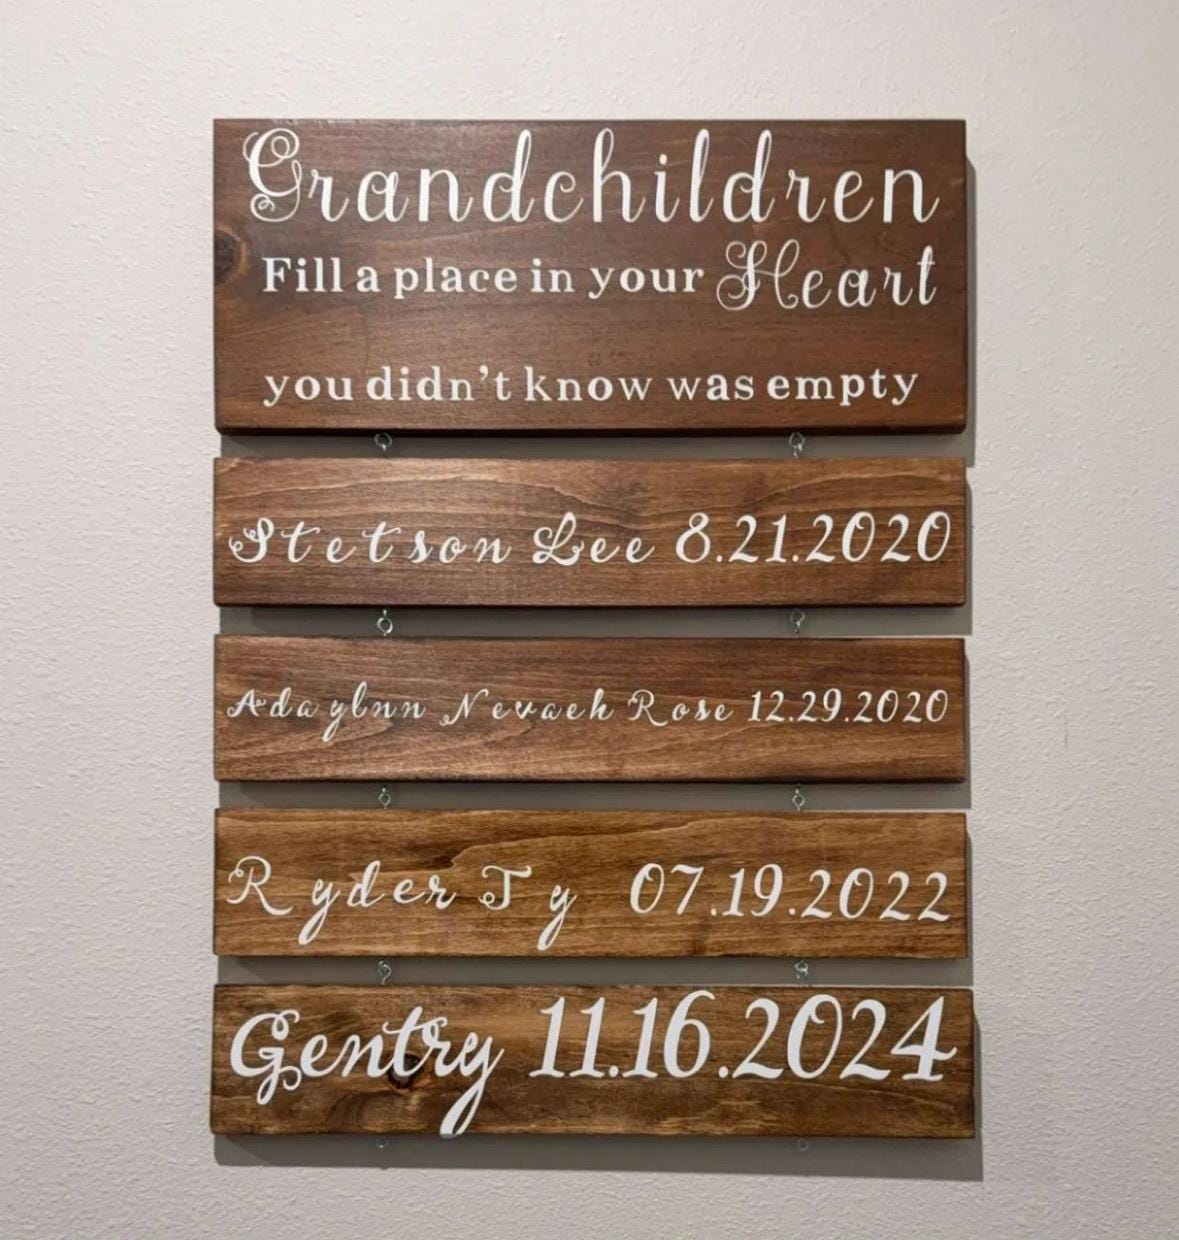 Grandchildren
Fill a place in your Heart
you didn't know was empty
Stetson Lee 8.21.2020
Adaylnn Nevaeh Rose 12.29.2020
Ryder Ty 07.19.2022
Gentry 11.16.2024